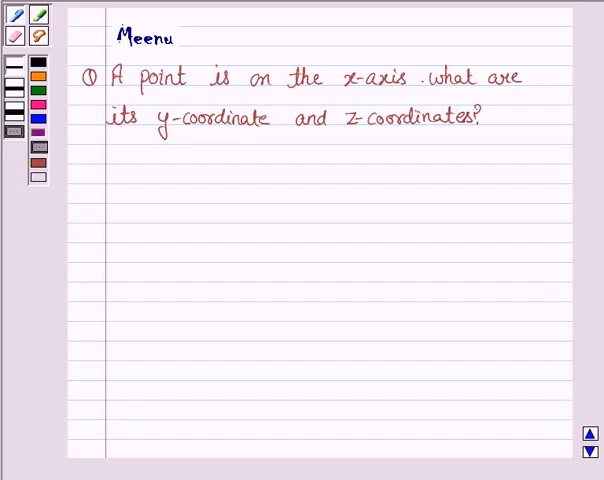 Meenu
① A point is on the x-axis. what are
its y-coordinate and z-coordinates?